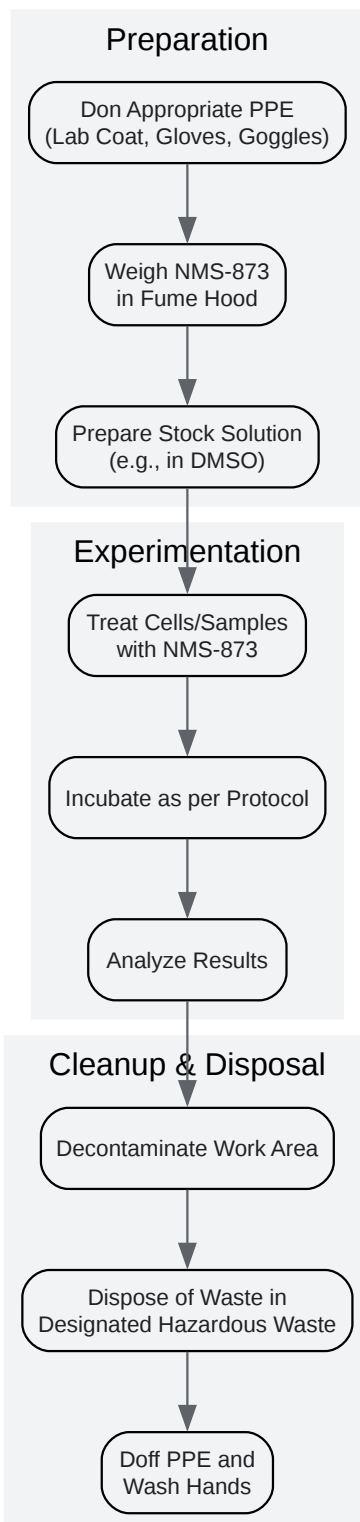 Preparation
Don Appropriate PPE
(Lab Coat, Gloves, Goggles)
Weigh NMS-873
in Fume Hood
Prepare Stock Solution
(e.g., in DMSO)
Experimentation
Treat Cells/Samples
with NMS-873
Incubate as per Protocol
Analyze Results
Cleanup & Disposal
Decontaminate Work Area
Dispose of Waste in
Designated Hazardous Waste
Doff PPE and
Wash Hands